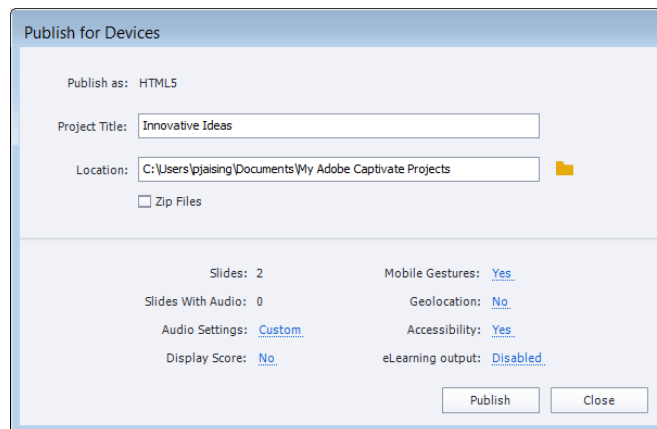 Publish for Devices
Publish as: HTML5
Project Title: Innovative Ideas
Location: C:\Users\pjaising\Documents\My Adobe Captivate Projects
Zip Files
Slides: 2 Mobile Gestures: Yes
Slides With Audio: 0 Geolocation: No
Audio Settings: Custom Accessibility: Yes
Display Score: No eLearning output: Disabled
Publish Close